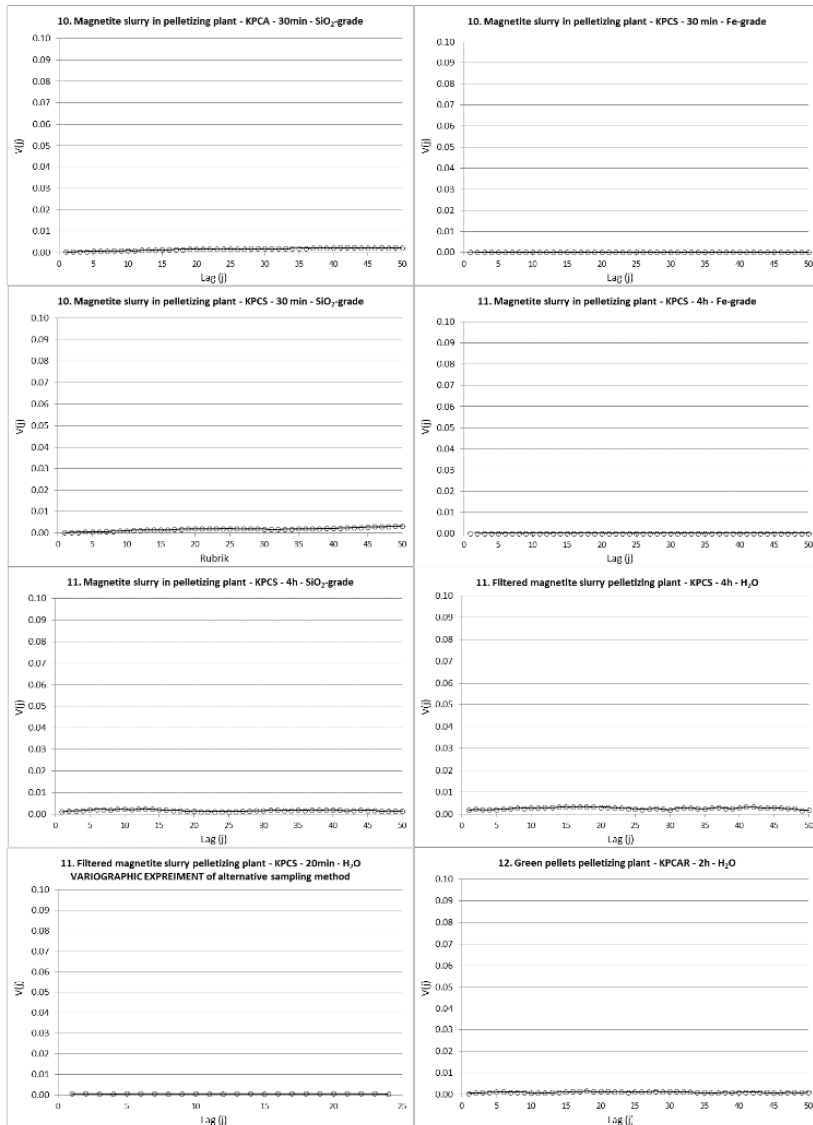 10. Magnetite slurry in pelletizing plant - KPCA - 30min - SiO₂-grade
0.10
0.09
0.08
0.07
0.06
0.05
0.04
0.03
0.02
0.01
0.00
V(j)
0 5 10 15 20 25 30 35 40 45 50
Lag (j)
10. Magnetite slurry in pelletizing plant - KPCS - 30 min - Fe-grade
0.10
0.09
0.08
0.07
0.06
0.05
0.04
0.03
0.02
0.01
0.00
V(j)
0 5 10 15 20 25 30 35 40 45 50
Lag (j)
10. Magnetite slurry in pelletizing plant - KPCS - 30 min - SiO₂-grade
0.10
0.09
0.08
0.07
0.06
0.05
0.04
0.03
0.02
0.01
0.00
V(j)
0 5 10 15 20 25 30 35 40 45 50
Rubrik
11. Magnetite slurry in pelletizing plant - KPCS - 4h - Fe-grade
0.10
0.09
0.08
0.07
0.06
0.05
0.04
0.03
0.02
0.01
0.00
V(j)
0 5 10 15 20 25 30 35 40 45 50
Lag (j)
11. Magnetite slurry in pelletizing plant - KPCS - 4h - SiO₂-grade
0.10
0.09
0.08
0.07
0.06
0.05
0.04
0.03
0.02
0.01
0.00
V(j)
0 5 10 15 20 25 30 35 40 45 50
Lag (j)
11. Filtered magnetite slurry pelletizing plant - KPCS - 4h - H₂O
0.10
0.09
0.08
0.07
0.06
0.05
0.04
0.03
0.02
0.01
0.00
V(j)
0 5 10 15 20 25 30 35 40 45 50
Lag (j)
11. Filtered magnetite slurry pelletizing plant - KPCS - 20min - H₂O
VARIOGRAPHIC EXPREIMENT of alternative sampling method
0.10
0.09
0.08
0.07
0.06
0.05
0.04
0.03
0.02
0.01
0.00
V(j)
0 5 10 15 20 25
Lag (j)
12. Green pellets pelletizing plant - KPCAR - 2h - H₂O
0.10
0.09
0.08
0.07
0.06
0.05
0.04
0.03
0.02
0.01
0.00
V(j)
0 5 10 15 20 25 30 35 40 45 50
Lag (j)